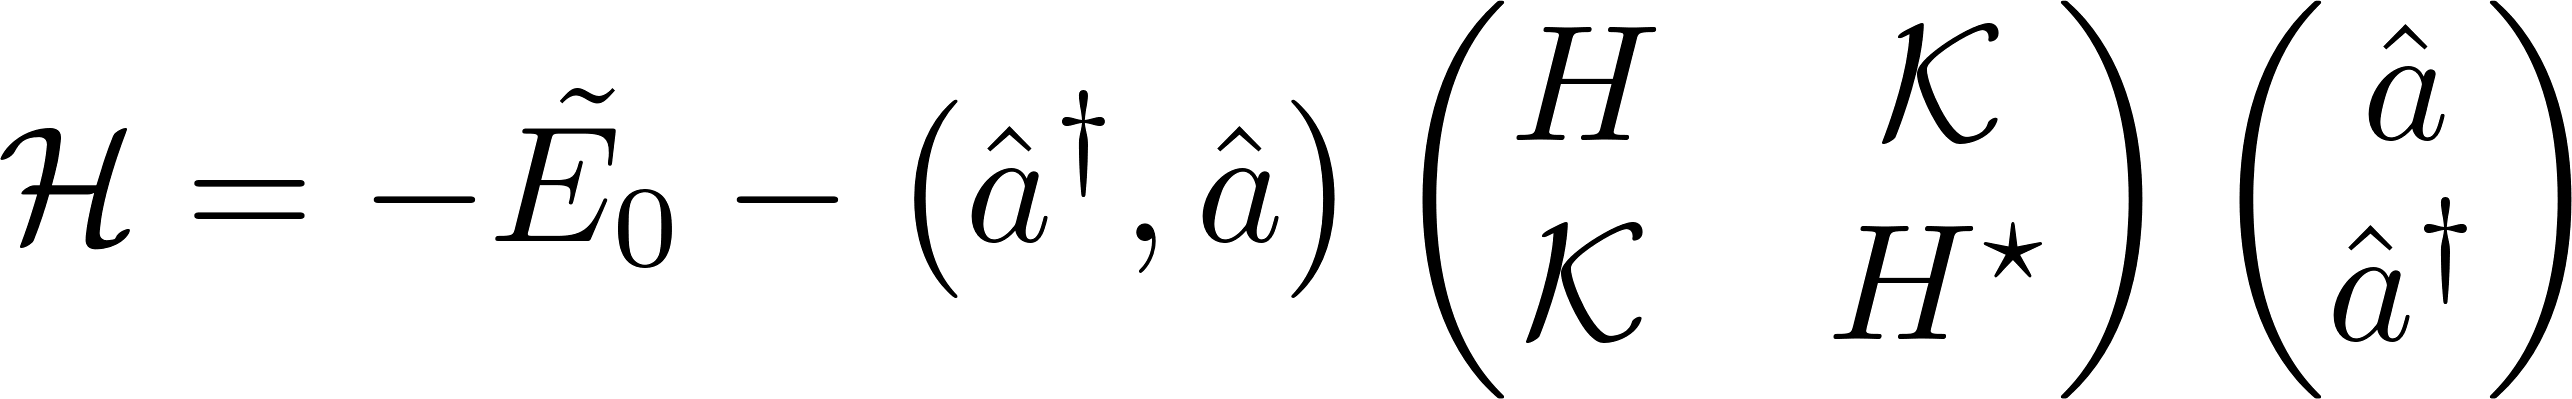 \mathcal{H} = -\tilde{E}_0 - (\hat{a}^\dagger, \hat{a}) \begin{pmatrix} H & \mathcal{K} \\ \mathcal{K} & H^\star \end{pmatrix} \begin{pmatrix} \hat{a} \\ \hat{a}^\dagger \end{pmatrix}